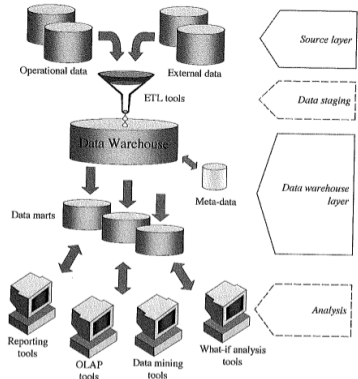 Source layer
Operational data
External data
ETL tools
Data staging
Data Warehouse
Meta-data
Data warehouse
layer
Data marts
Analysis
Reporting
tools
OLAP
tools
Data mining
tools
What-if analysis
tools